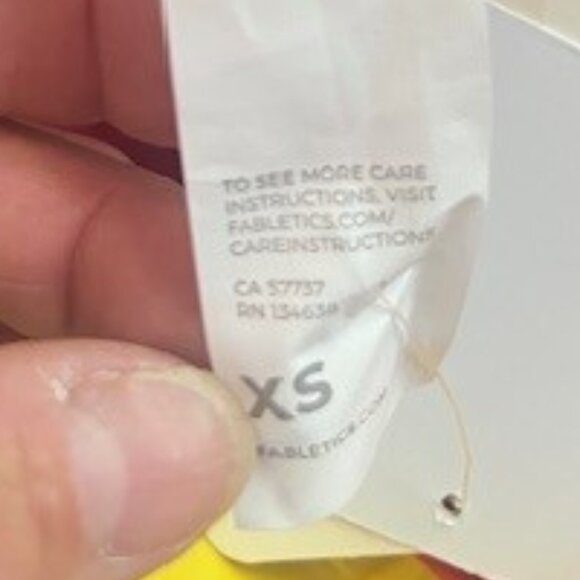 TO SEE MORE CARE
INSTRUCTIONS, VISIT
FABLETICS.COM/
CAREINSTRUCTIONS
CA 57737
RN
XS
FABLETICS.COM